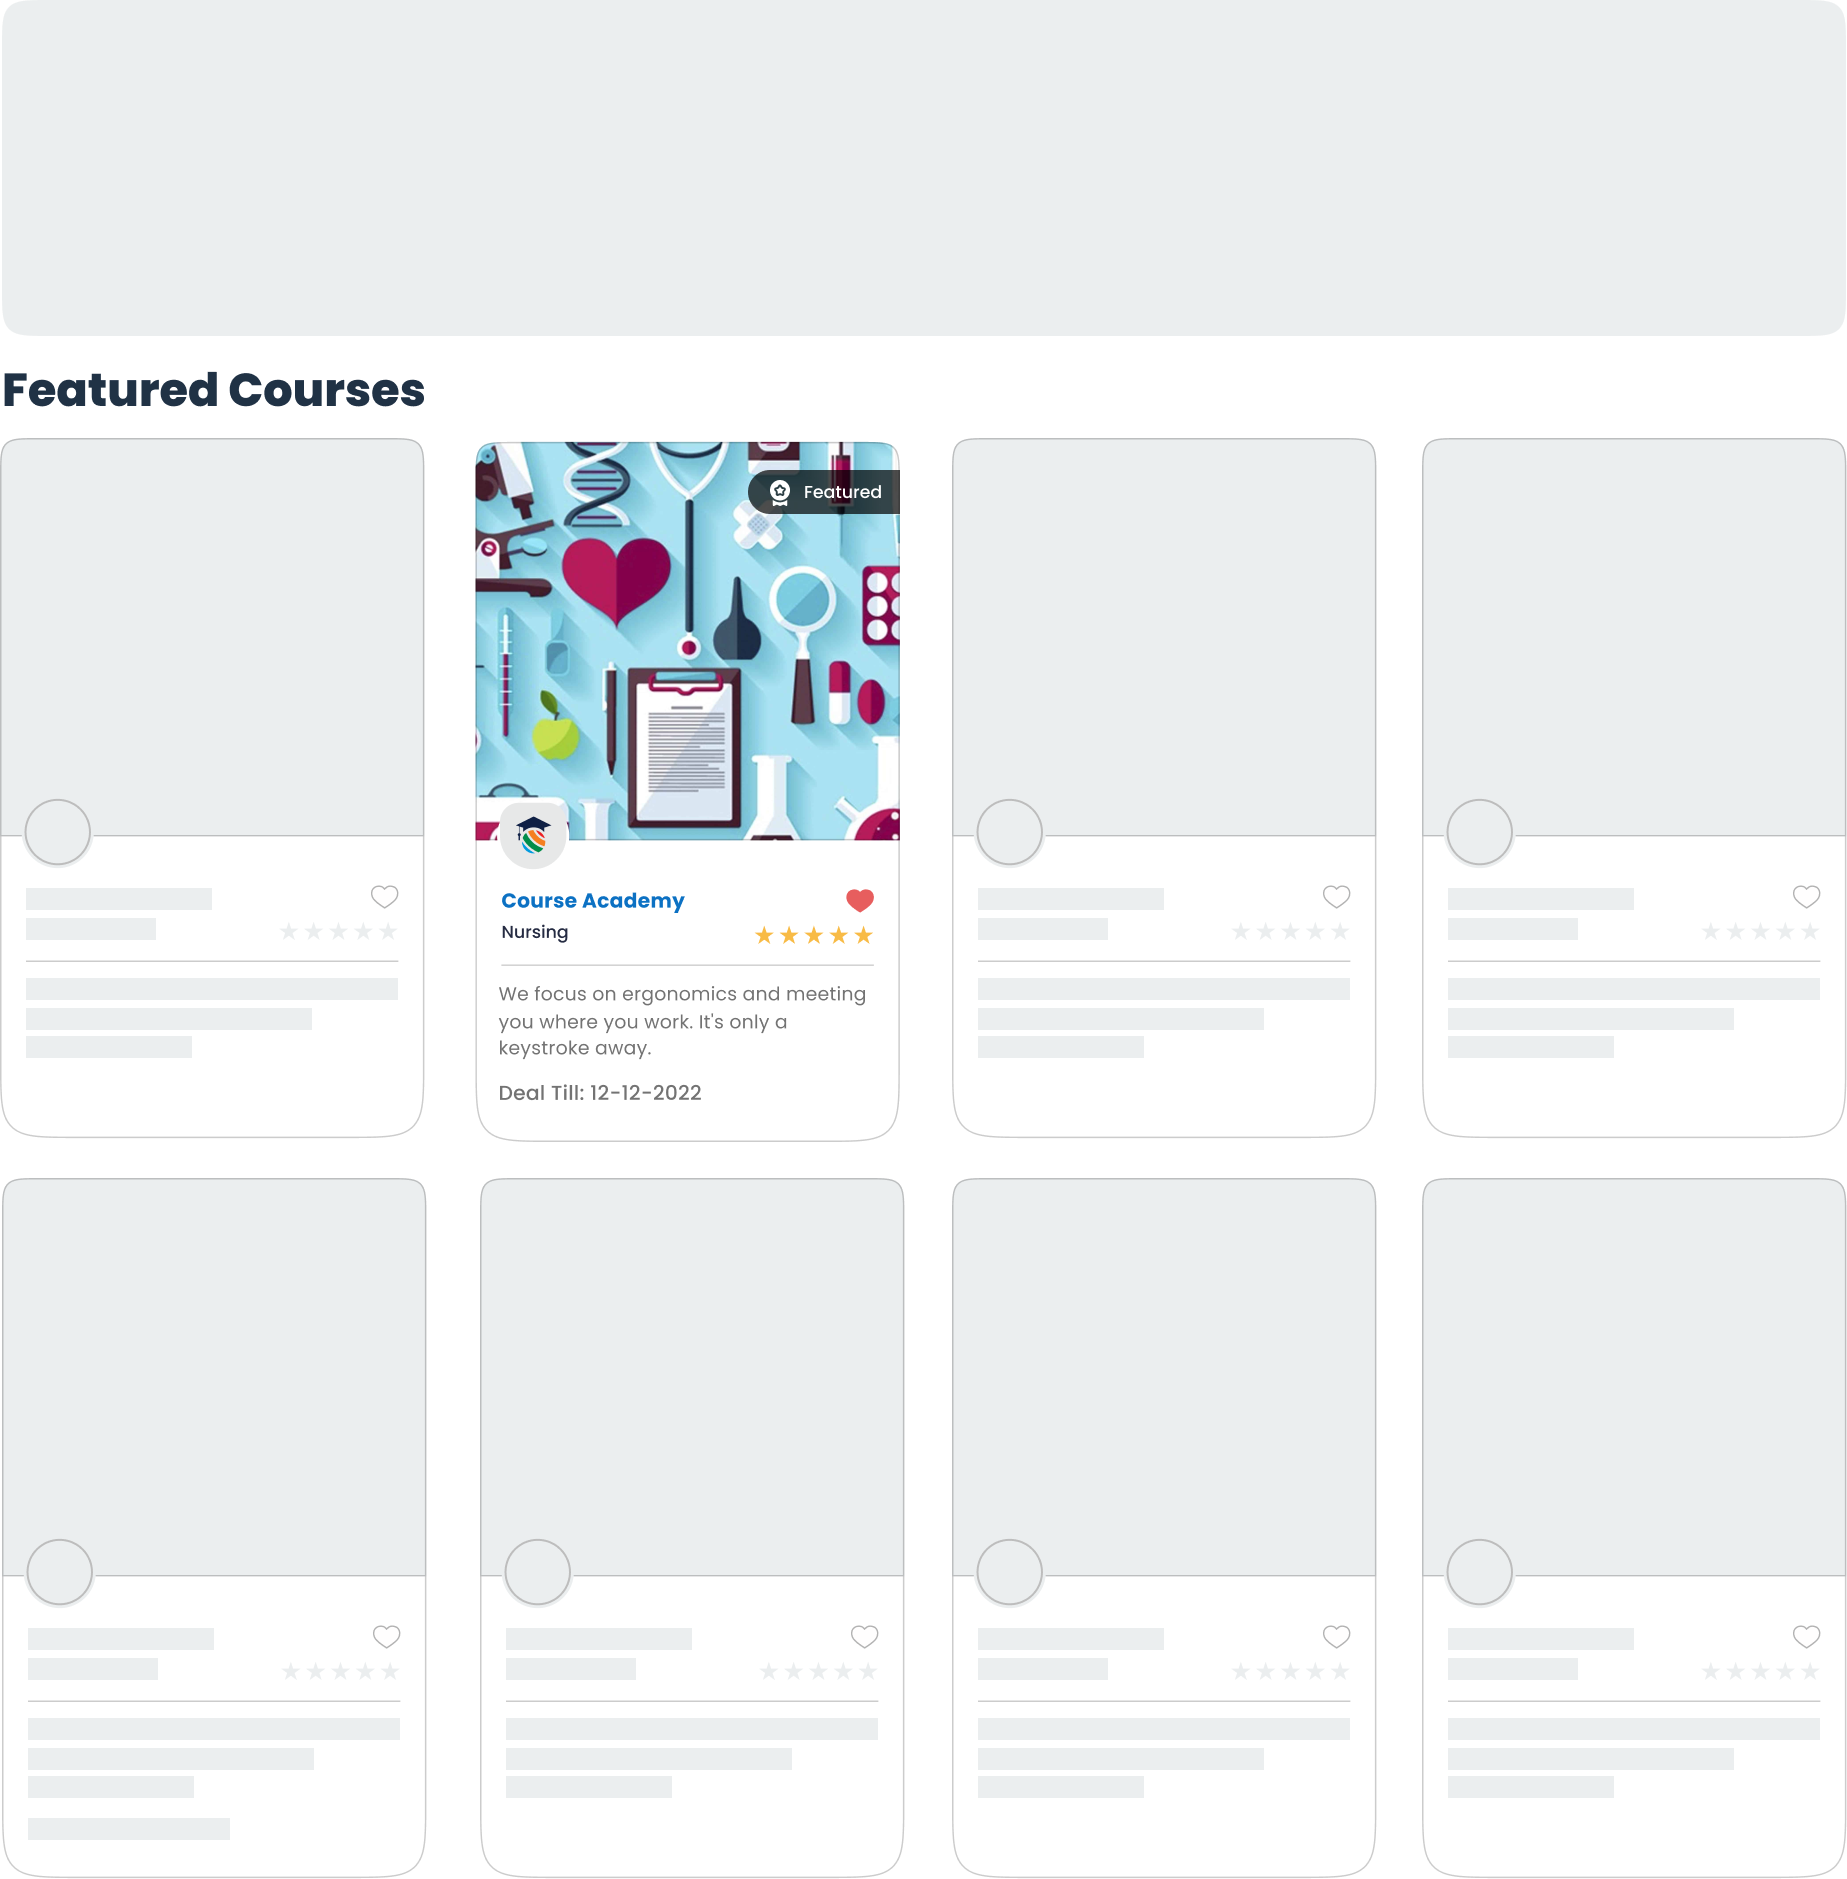 Featured Courses
Featured
Course Academy
Nursing
We focus on ergonomics and meeting
you where you work. It's only a
keystroke away.
Deal Till: 12-12-2022